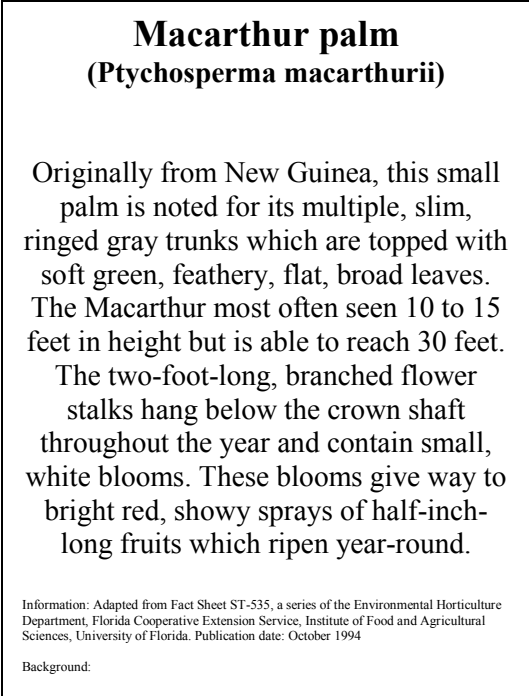 Macarthur palm
(Ptychosperma macarthurii)
Originally from New Guinea, this small
palm is noted for its multiple, slim,
ringed gray trunks which are topped with
soft green, feathery, flat, broad leaves.
The Macarthur most often seen 10 to 15
feet in height but is able to reach 30 feet.
The two-foot-long, branched flower
stalks hang below the crown shaft
throughout the year and contain small,
white blooms. These blooms give way to
bright red, showy sprays of half-inch-
long fruits which ripen year-round.
Information: Adapted from Fact Sheet ST-535, a series of the Environmental Horticulture
Department, Florida Cooperative Extension Service, Institute of Food and Agricultural
Sciences, University of Florida. Publication date: October 1994
Background: